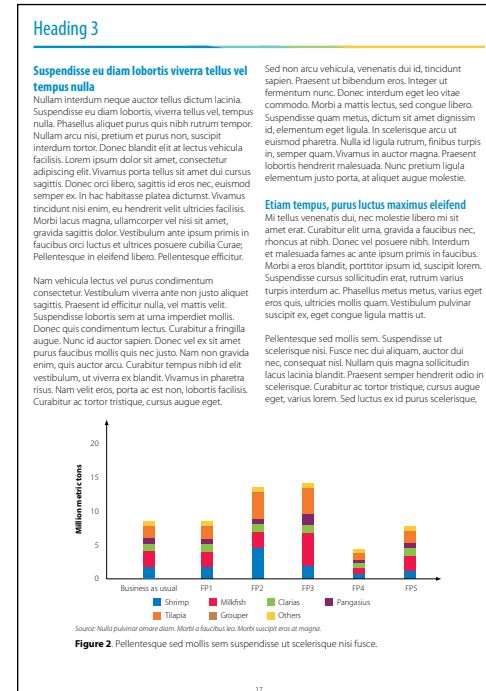 Heading 3
Suspendisse eu diam lobortis viverra tellus vel
tempus nulla
Nullam interdum neque auctor tellus dictum lacinia.
Suspendisse eu diam lobortis, viverra tellus vel, tempus
nulla. Phasellus aliquet purus quis nibh rutrum tempor.
Nullam arcu nisi, pretium et purus non, suscipit
interdum tortor. Donec blandit elit at lectus vehicula
facilisis. Lorem ipsum dolor sit amet, consectetur
adipiscing elit. Vivamus porta tellus sit amet dui cursus
sagittis. Donec orci libero, sagittis id eros nec, euismod
semper ex. In hac habitasse platea dictumst. Vivamus
tincidunt nisi enim, eu hendrerit velit ultricies facilisis.
Morbi lacus magna, ullamcorper vel nisi sit amet,
gravida sagittis dolor. Vestibulum ante ipsum primis in
faucibus orci luctus et ultrices posuere cubilia Curae;
Pellentesque in eleifend libero. Pellentesque efficitur.
Nam vehicula lectus vel purus condimentum
consectetur. Vestibulum viverra ante non justo aliquet
sagittis. Praesent id efficitur nulla, vel mattis velit.
Suspendisse lobortis sem at urna imperdiet mollis.
Donec quis condimentum lectus. Curabitur a fringilla
augue. Nunc id auctor sapien. Donec vel ex sit amet
purus faucibus mollis quis nec justo. Nam non gravida
enim, quis auctor arcu. Curabitur tempus nibh id elit
vestibulum, ut viverra ex blandit. Vivamus in pharetra
risus. Nam velit eros, porta ac est non, lobortis facilisis.
Curabitur ac tortor tristique, cursus augue eget.
Sed non arcu vehicula, venenatis dui id, tincidunt
sapien. Praesent ut bibendum eros. Integer ut
fermentum nunc. Donec interdum eget leo vitae
commodo. Morbi a mattis lectus, sed congue libero.
Suspendisse quam metus, dictum sit amet dignissim
id, elementum eget ligula. In scelerisque arcu ut
euismod pharetra. Nulla id ligula rutrum, finibus turpis
in, semper quam. Vivamus in auctor magna. Praesent
lobortis hendrerit malesuada. Nunc pretium ligula
elementum justo porta, at aliquet augue molestie.
Etiam tempus, purus luctus maximus eleifend
Mi tellus venenatis dui, nec molestie libero mi sit
amet erat. Curabitur elit urna, gravida a faucibus nec,
rhoncus at nibh. Donec vel posuere nibh. Interdum
et malesuada fames ac ante ipsum primis in faucibus.
Morbi a eros blandit, porttitor ipsum id, suscipit lorem.
Suspendisse cursus sollicitudin erat, rutrum varius
turpis interdum ac. Phasellus metus metus, varius eget
eros quis, ultricies mollis quam. Vestibulum pulvinar
suscipit ex, eget congue ligula mattis ut.
Pellentesque sed mollis sem. Suspendisse ut
scelerisque nisi. Fusce nec dui aliquam, auctor dui
nec, consequat nisl. Nullam quis magna sollicitudin
lacus lacinia blandit. Praesent semper hendrerit odio in
scelerisque. Curabitur ac tortor tristique, cursus augue
eget, varius lorem. Sed luctus ex id purus scelerisque,
Million metric tons
20
15
10
5
0
Business as usual FP1 FP2 FP3 FP4 FP5
Shrimp Milkfish Clarias Pangasius
Tilapia Grouper Others
Source: Nulla pulvinar ornare diam. Morbi a faucibus leo. Morbi suscipit eros at magna.
Figure 2. Pellentesque sed mollis sem suspendisse ut scelerisque nisi fusce.
17